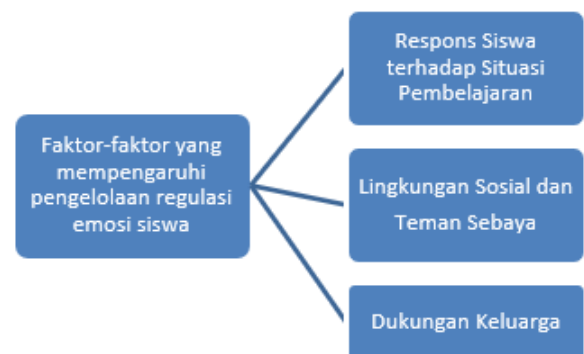 Faktor-faktor yang
mempengaruhi
pengelolaan regulasi
emosi siswa
Respons Siswa
terhadap Situasi
Pembelajaran
Lingkungan Sosial dan
Teman Sebaya
Dukungan Keluarga